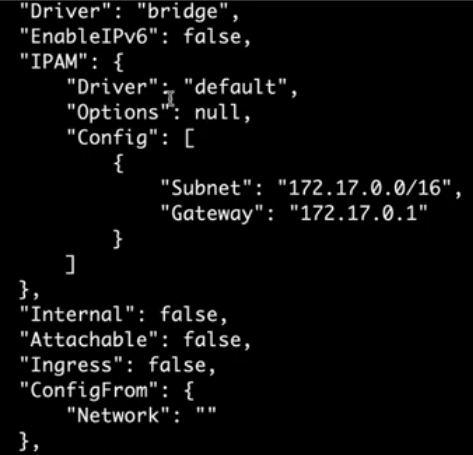 "Driver": "bridge",
"EnableIPv6": false,
"IPAM": {
"Driver": "default",
"Options": null,
"Config": [
{
"Subnet": "172.17.0.0/16",
"Gateway": "172.17.0.1"
}
]
},
"Internal": false,
"Attachable": false,
"Ingress": false,
"ConfigFrom": {
"Network": ""
},